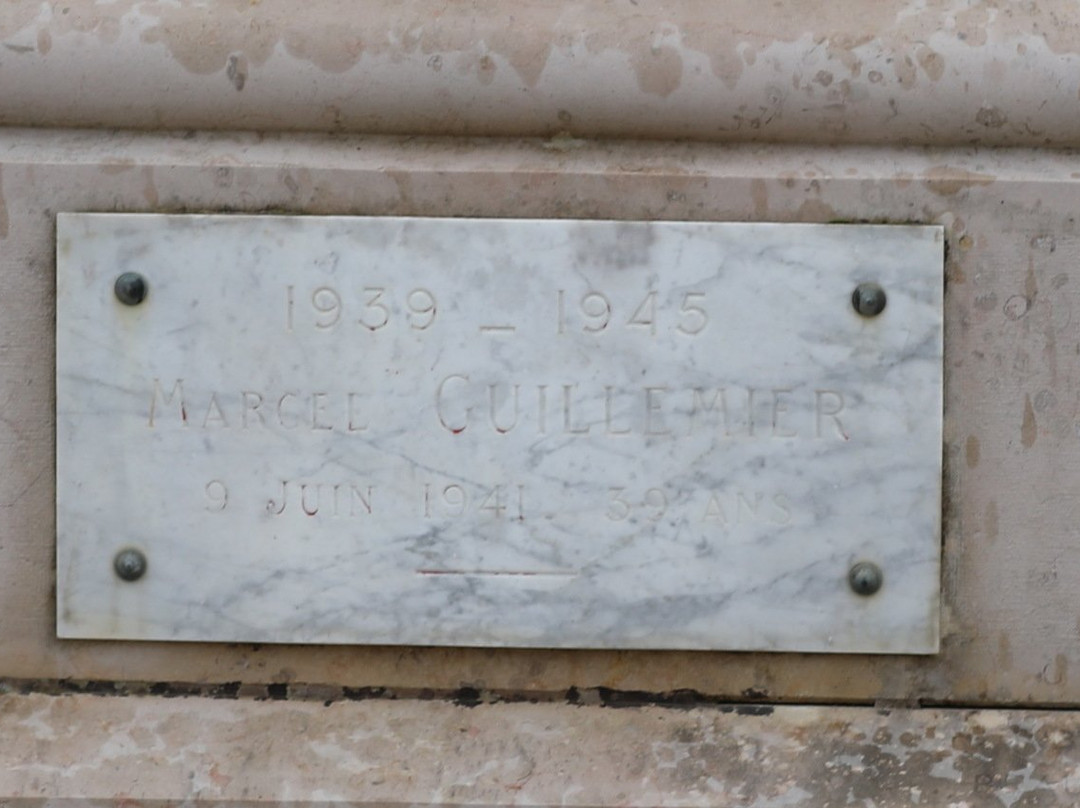 1939 – 1945
MARCEL GUILLEMIER
9 JUIN 1941 39 ANS